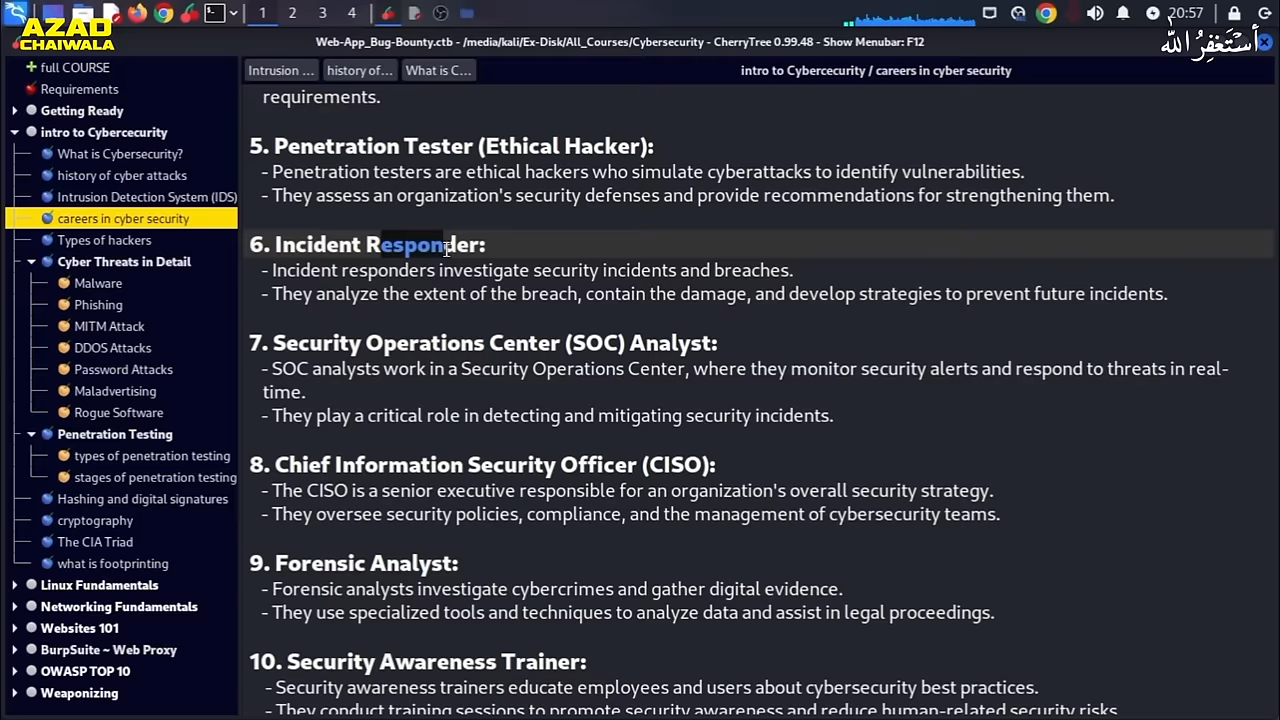 1 2 3 4
20:57
AZAD
CHAIWALA
أستغفر الله
Web-App_Bug-Bounty.ctb - /media/kali/Ex-Disk/All_Courses/Cybersecurity - CherryTree 0.99.48 - Show Menubar: F12
full COURSE
Requirements
Getting Ready
intro to Cybercecurity
What is Cybersecurity?
history of cyber attacks
Intrusion Detection System (IDS)
careers in cyber security
Types of hackers
Cyber Threats in Detail
Malware
Phishing
MITM Attack
DDOS Attacks
Password Attacks
Maladvertising
Rogue Software
Penetration Testing
types of penetration testing
stages of penetration testing
Hashing and digital signatures
cryptography
The CIA Triad
what is footprinting
Linux Fundamentals
Networking Fundamentals
Websites 101
BurpSuite ~ Web Proxy
OWASP TOP 10
Weaponizing
Intrusion ... history of... What is C...
intro to Cybercecurity / careers in cyber security
requirements.
5. Penetration Tester (Ethical Hacker):
- Penetration testers are ethical hackers who simulate cyberattacks to identify vulnerabilities.
- They assess an organization's security defenses and provide recommendations for strengthening them.
6. Incident Responder:
- Incident responders investigate security incidents and breaches.
- They analyze the extent of the breach, contain the damage, and develop strategies to prevent future incidents.
7. Security Operations Center (SOC) Analyst:
- SOC analysts work in a Security Operations Center, where they monitor security alerts and respond to threats in real-
time.
- They play a critical role in detecting and mitigating security incidents.
8. Chief Information Security Officer (CISO):
- The CISO is a senior executive responsible for an organization's overall security strategy.
- They oversee security policies, compliance, and the management of cybersecurity teams.
9. Forensic Analyst:
- Forensic analysts investigate cybercrimes and gather digital evidence.
- They use specialized tools and techniques to analyze data and assist in legal proceedings.
10. Security Awareness Trainer:
- Security awareness trainers educate employees and users about cybersecurity best practices.
- They conduct training sessions to promote security awareness and reduce human-related security risks